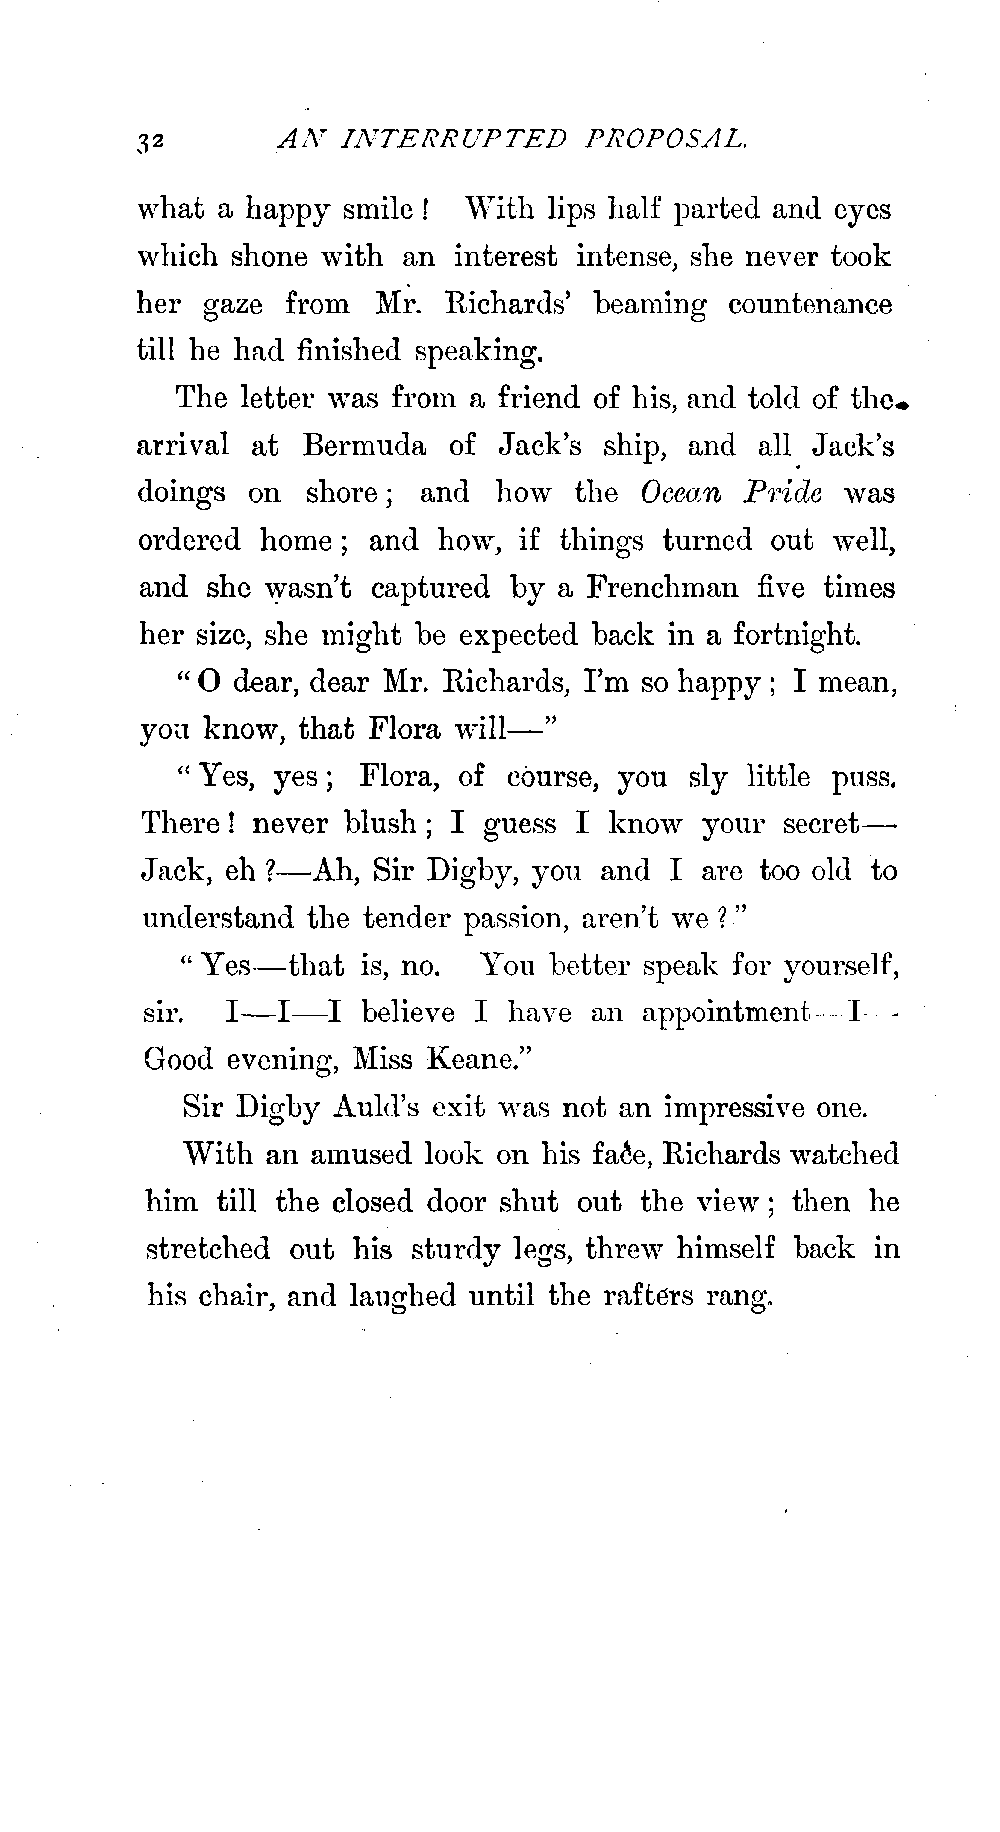 32 AN INTERRUPTED PROPOSAL.
what a happy smile! With lips half parted and eyes
which shone with an interest intense, she never took
her gaze from Mr. Richards' beaming countenance
till he had finished speaking.
The letter was from a friend of his, and told of the
arrival at Bermuda of Jack's ship, and all Jack's
doings on shore; and how the Ocean Pride was
ordered home; and how, if things turned out well,
and she wasn't captured by a Frenchman five times
her size, she might be expected back in a fortnight.
"O dear, dear Mr. Richards, I'm so happy; I mean,
you know, that Flora will—"
"Yes, yes; Flora, of course, you sly little puss.
There! never blush; I guess I know your secret—
Jack, eh?—Ah, Sir Digby, you and I are too old to
understand the tender passion, aren't we?"
"Yes—that is, no. You better speak for yourself,
sir. I—I—I believe I have an appointment—I—
Good evening, Miss Keane."
Sir Digby Auld's exit was not an impressive one.
With an amused look on his face, Richards watched
him till the closed door shut out the view; then he
stretched out his sturdy legs, threw himself back in
his chair, and laughed until the rafters rang.